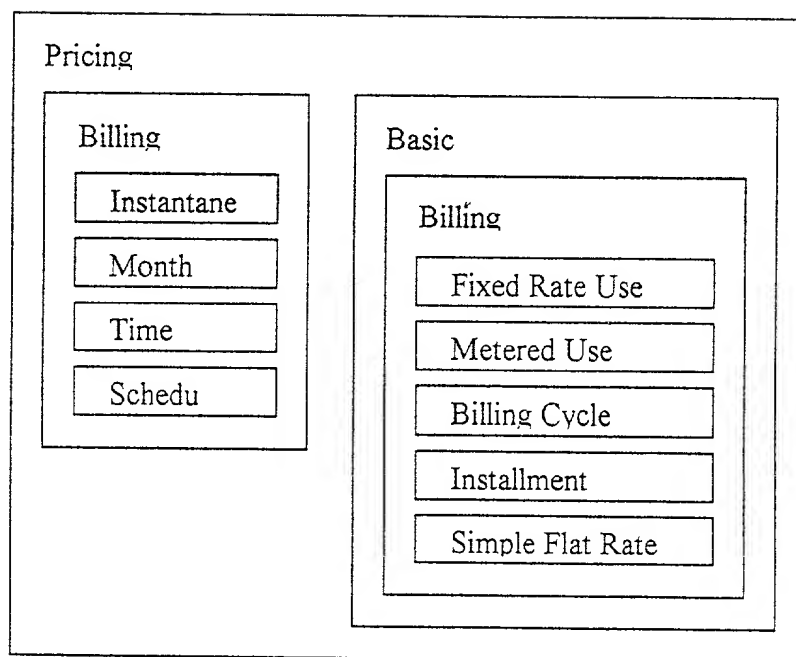 Pricing
Billing
Instantane
Month
Time
Schedu
Basic
Billing
Fixed Rate Use
Metered Use
Billing Cycle
Installment
Simple Flat Rate